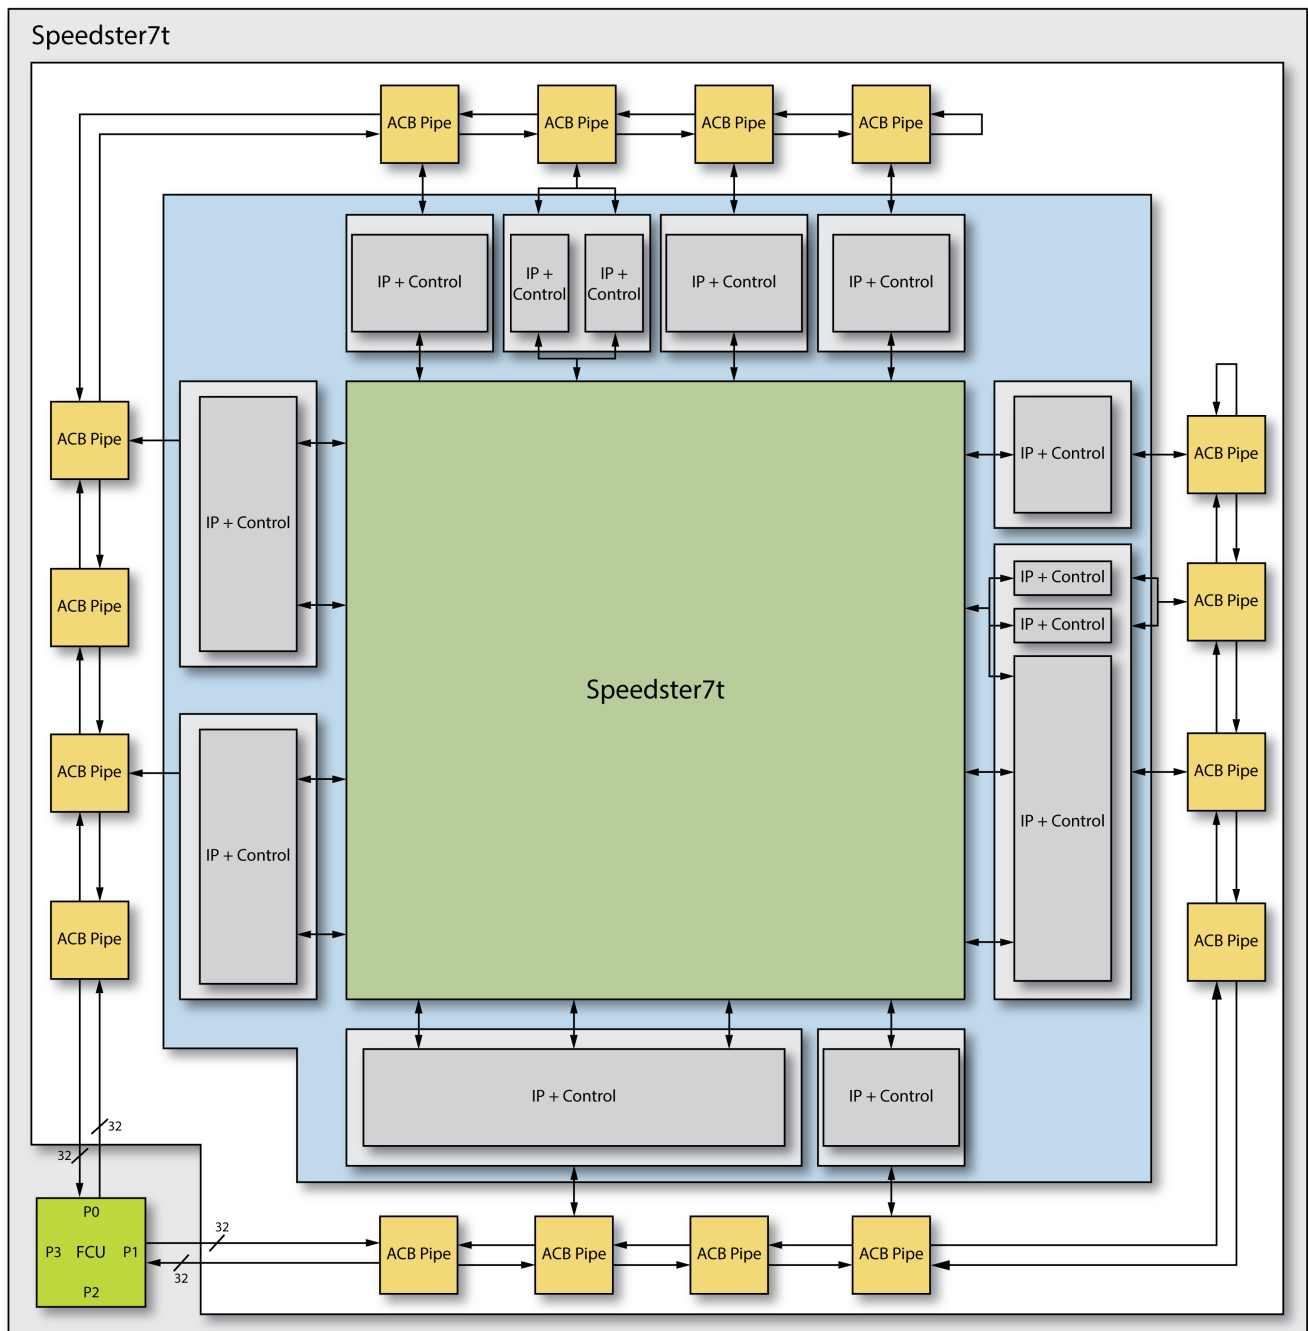 Speedster7t
ACB Pipe
ACB Pipe
ACB Pipe
ACB Pipe
IP + Control
IP +
Control
IP +
Control
IP + Control
IP + Control
ACB Pipe
IP + Control
IP + Control
ACB Pipe
IP + Control
ACB Pipe
ACB Pipe
IP + Control
Speedster7t
ACB Pipe
IP + Control
IP + Control
ACB Pipe
ACB Pipe
ACB Pipe
IP + Control
IP + Control
32
32
P0
P3
FCU
P1
P2
32
32
ACB Pipe
ACB Pipe
ACB Pipe
ACB Pipe